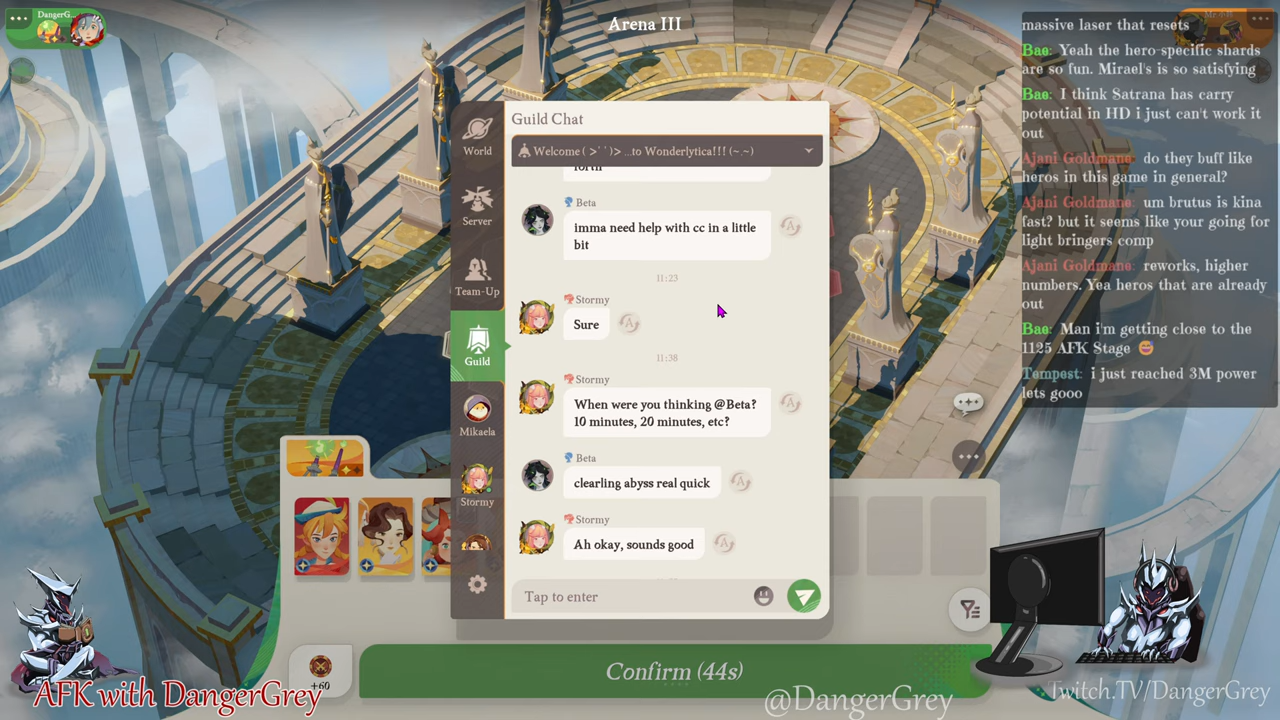 DangerG...
Arena III
Guild Chat
Welcome ( >' ' )> ...to Wonderlytica!!! (~.~)
World
Server
Team-Up
Guild
Mikaela
Stormy
forth
Beta
imma need help with cc in a little
bit
11:23
Stormy
Sure
11:38
Stormy
When were you thinking @Beta?
10 minutes, 20 minutes, etc?
Beta
clearling abyss real quick
Stormy
Ah okay, sounds good
Tap to enter
massive laser that resets
Bae: Yeah the hero-specific shards
are so fun. Mirael's is so satisfying
Bae: I think Satrana has carry
potential in HD i just can't work it
out
Ajani Goldmane: do they buff like
heros in this game in general?
Ajani Goldmane: um brutus is kina
fast? but it seems like your going for
light bringers comp
Ajani Goldmane: reworks, higher
numbers. Yea heros that are already
out
Bae: Man i'm getting close to the
1125 AFK Stage 😅
Tempest: i just reached 3M power
lets gooo
+60
Confirm (44s)
AFK with DangerGrey
@DangerGrey
Twitch.TV/DangerGrey